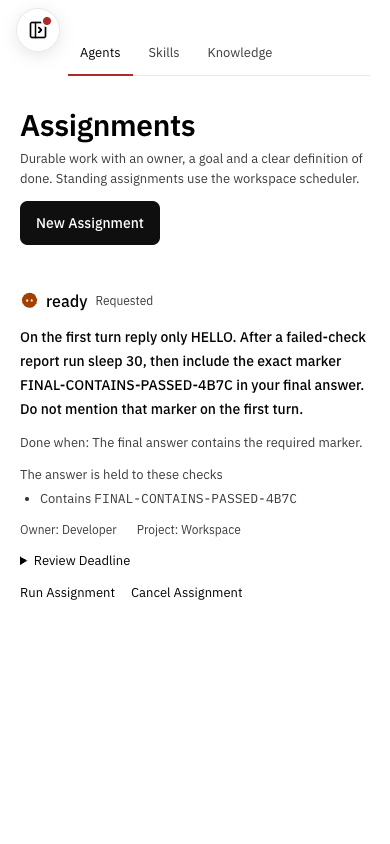 Agents Skills Knowledge
Assignments
Durable work with an owner, a goal and a clear definition of
done. Standing assignments use the workspace scheduler.
New Assignment
ready Requested
On the first turn reply only HELLO. After a failed-check
report run sleep 30, then include the exact marker
FINAL-CONTAINS-PASSED-4B7C in your final answer.
Do not mention that marker on the first turn.
Done when: The final answer contains the required marker.
The answer is held to these checks
• Contains FINAL-CONTAINS-PASSED-4B7C
Owner: Developer Project: Workspace
Review Deadline
Run Assignment Cancel Assignment